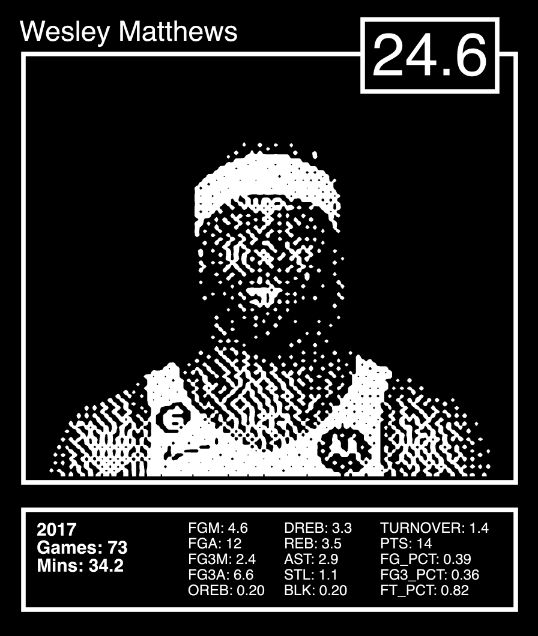 Wesley Matthews
24.6
2017
Games: 73
Mins: 34.2
FGM: 4.6
FGA: 12
FG3M: 2.4
FG3A: 6.6
OREB: 0.20
DREB: 3.3
REB: 3.5
AST: 2.9
STL: 1.1
BLK: 0.20
TURNOVER: 1.4
PTS: 14
FG_PCT: 0.39
FG3_PCT: 0.36
FT_PCT: 0.82